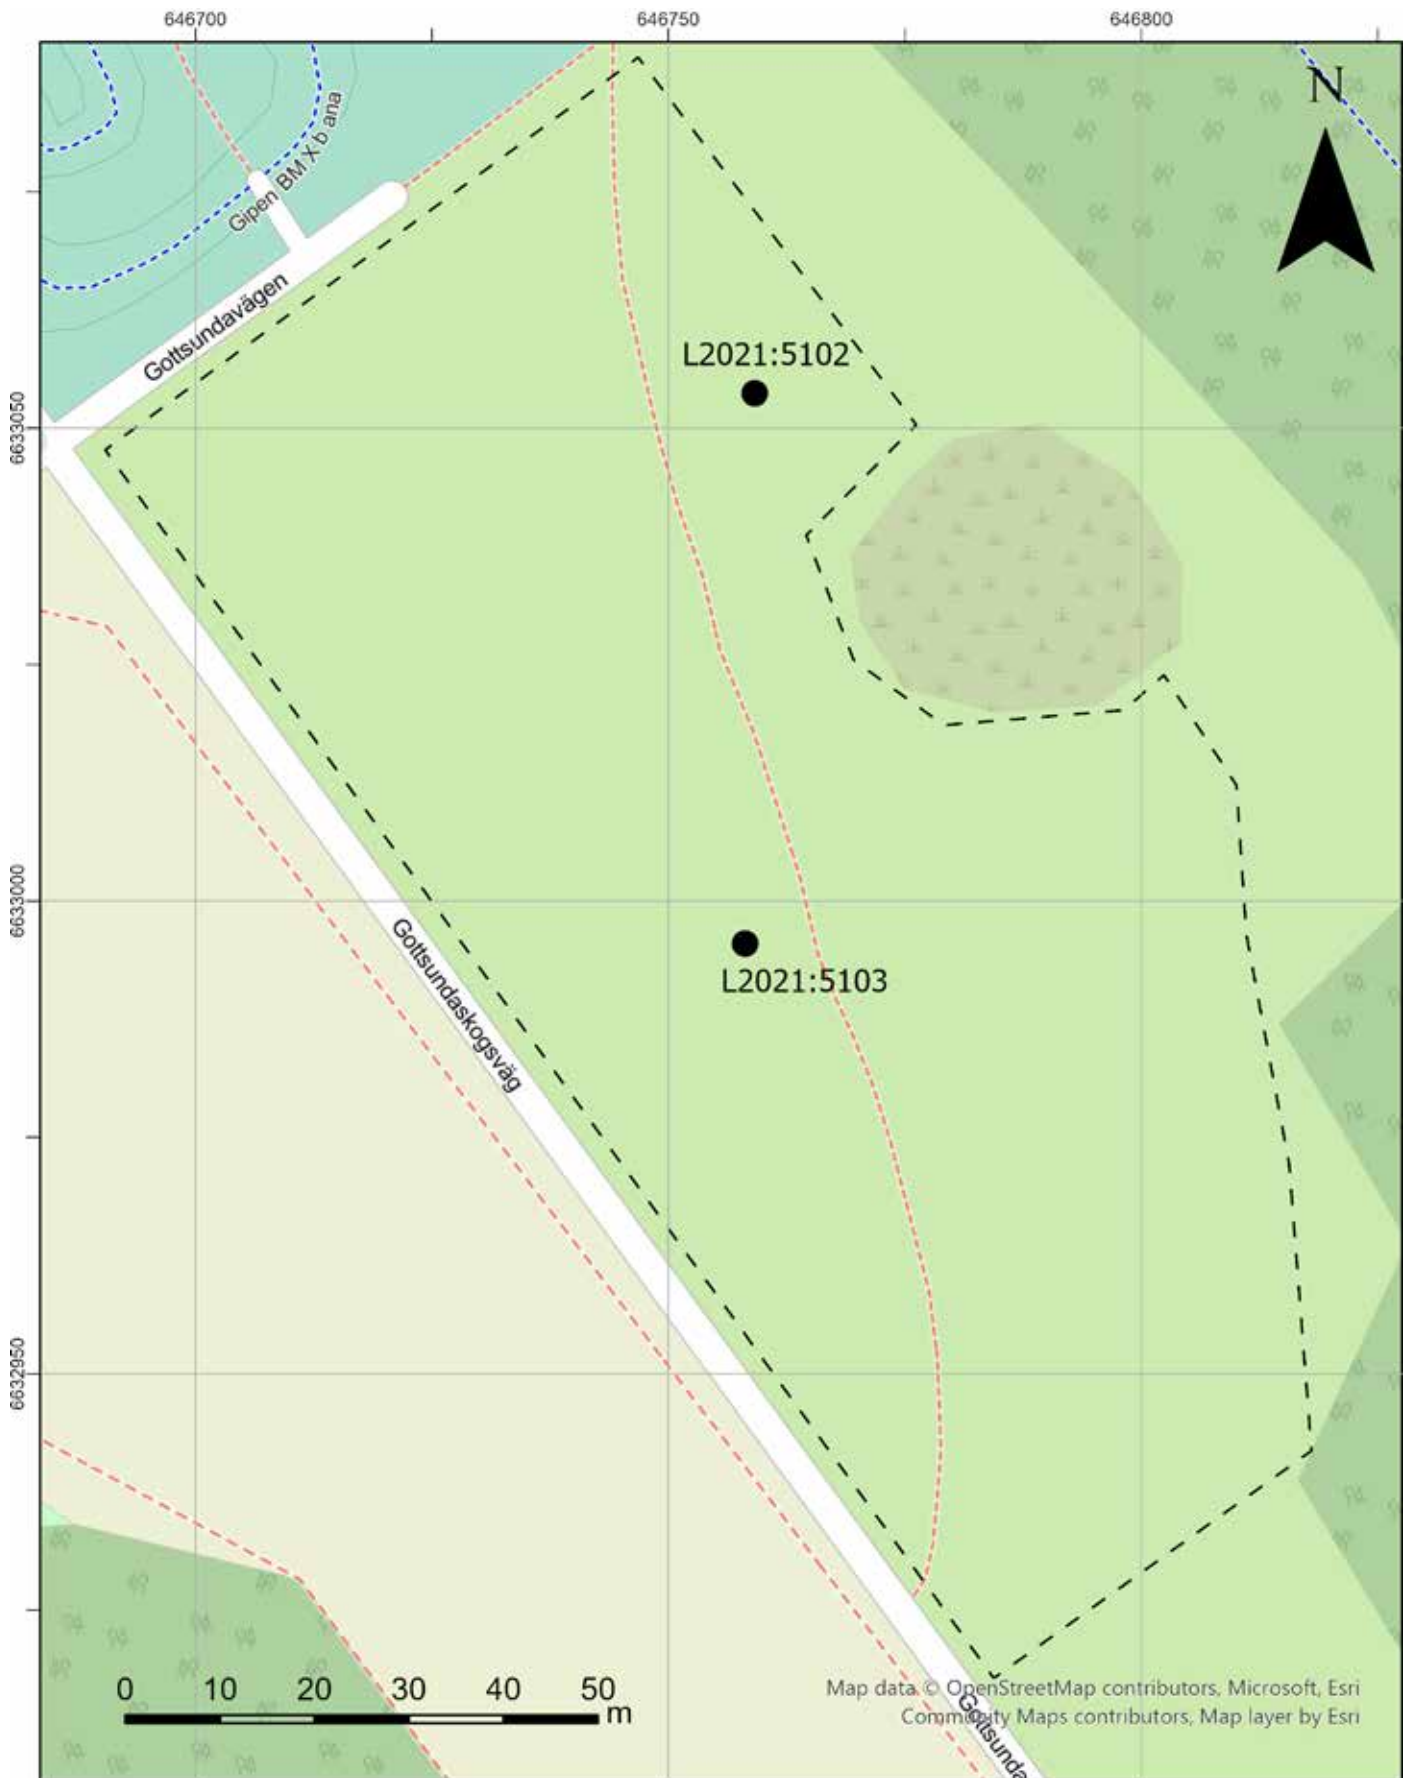 646700
646750
646800
N
Gipen BM X b ana
Gottsundavägen
L2021:5102
6633050
6633000
Gottsundaskogsväg
L2021:5103
6632950
0 10 20 30 40 50
m
Map data © OpenStreetMap contributors, Microsoft, Esri
Community Maps contributors, Map layer by Esri
Gottsunda